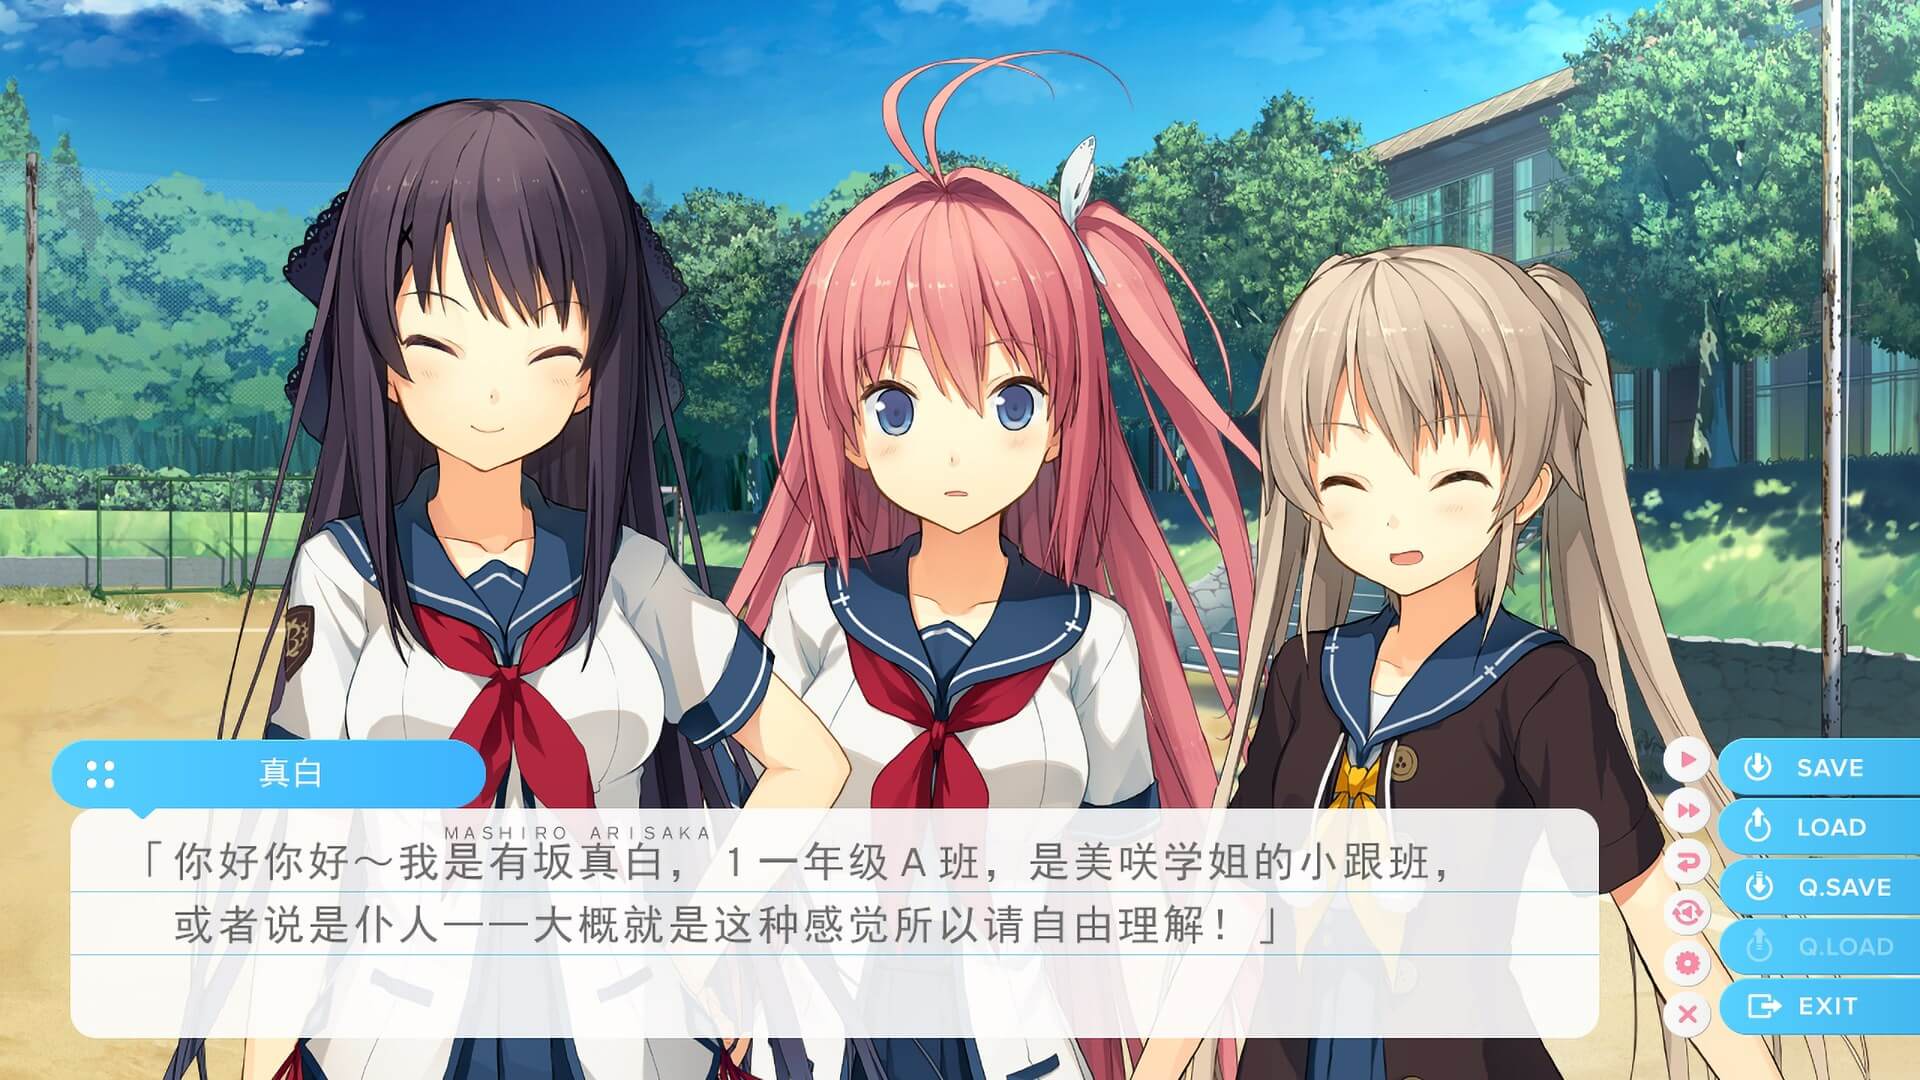 真白
MASHIRO ARISAKA
「你好你好～我是有坂真白，1一年级A班，是美咲学姐的小跟班，
或者说是仆人——大概就是这种感觉所以请自由理解！」
SAVE
LOAD
Q.SAVE
Q.LOAD
EXIT